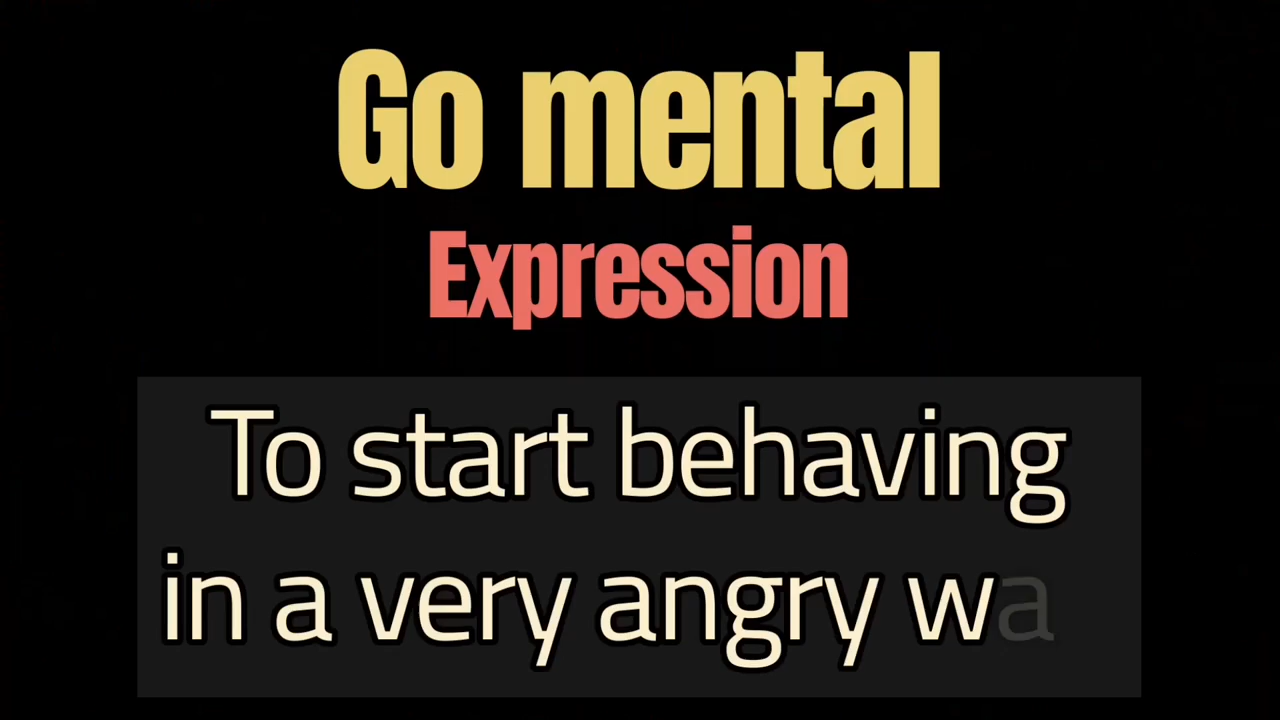 Go mental
Expression
To start behaving
in a very angry wa